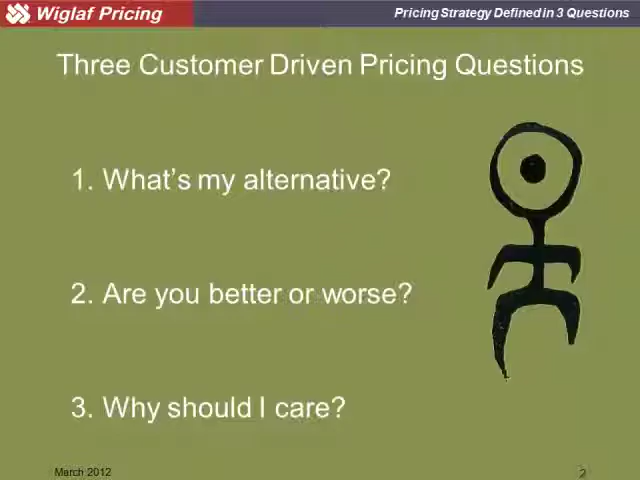 Wiglaf Pricing
Pricing Strategy Defined in 3 Questions
Three Customer Driven Pricing Questions
1. What's my alternative?
2. Are you better or worse?
3. Why should I care?
March 2012
2